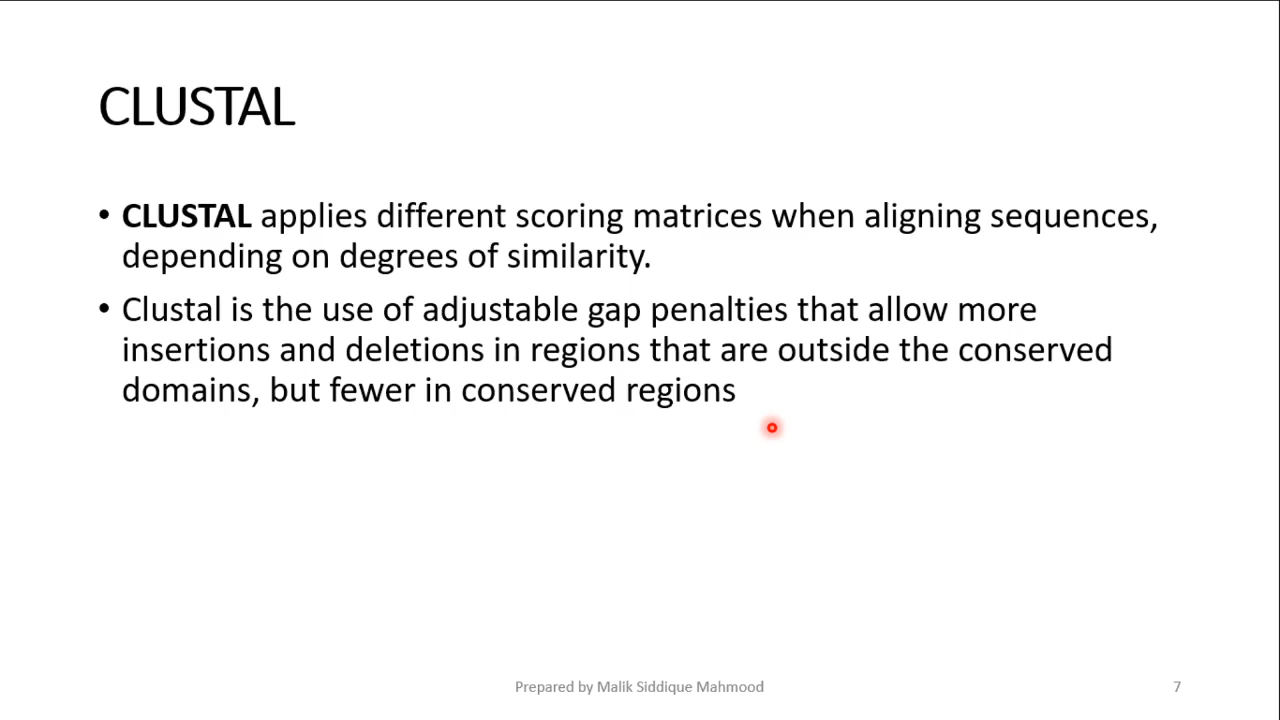 CLUSTAL
• CLUSTAL applies different scoring matrices when aligning sequences,
depending on degrees of similarity.
• Clustal is the use of adjustable gap penalties that allow more
insertions and deletions in regions that are outside the conserved
domains, but fewer in conserved regions
Prepared by Malik Siddique Mahmood
7